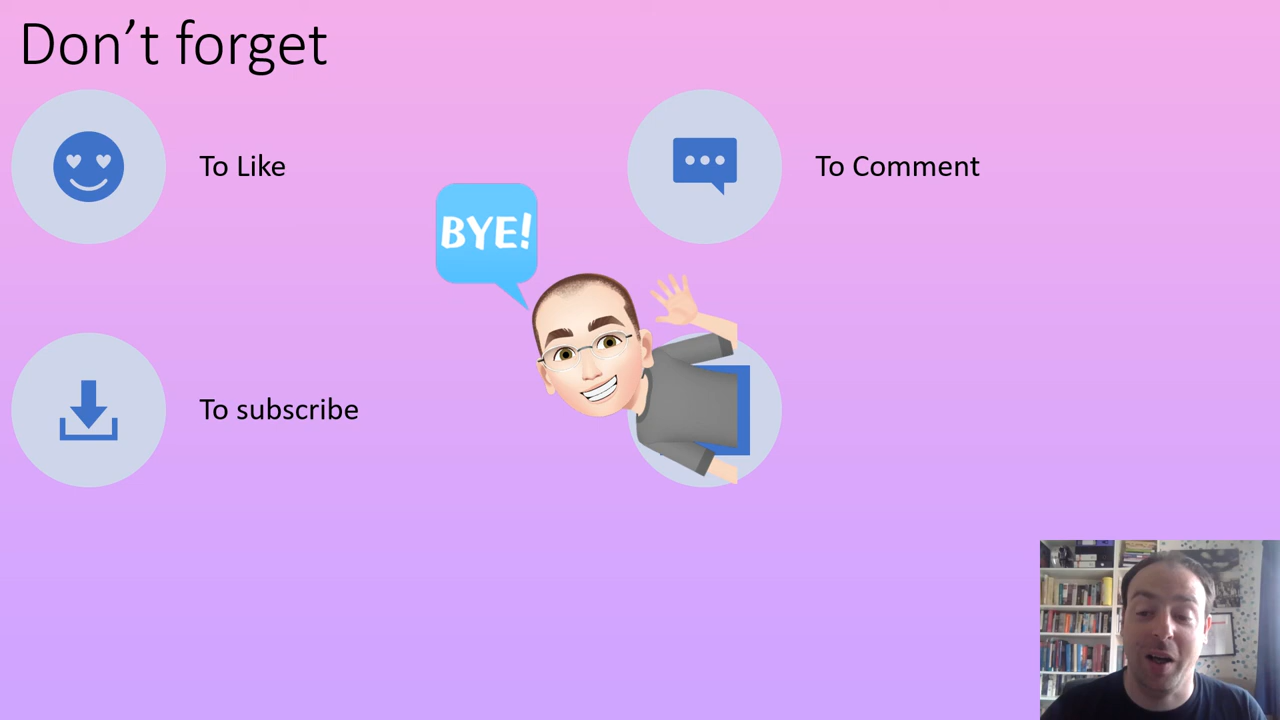 Don’t forget
To Like
To Comment
BYE!
To subscribe